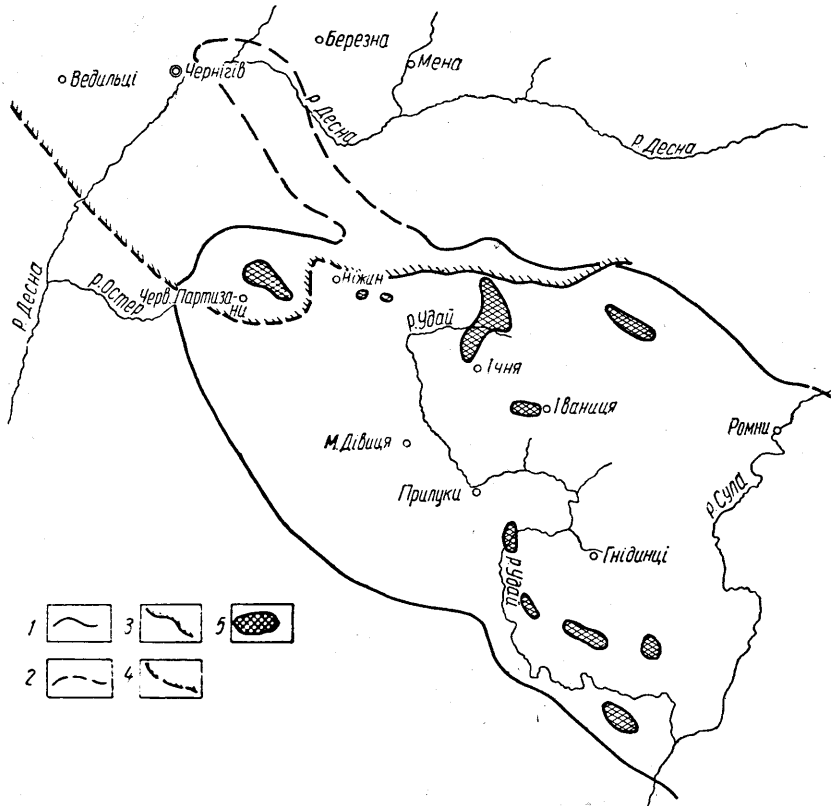 Березна
Мена
Ведильці
Чернігів
р. Десна
р. Десна
р. Десна
р. Остер
Черв. Партиза-
ни
Ніжин
р. Удай
Ічня
Іваниця
Ромни
М. Дівиця
Прилуки
р. Сула
Гнідинці
р. Удай
1 3 5
2 4